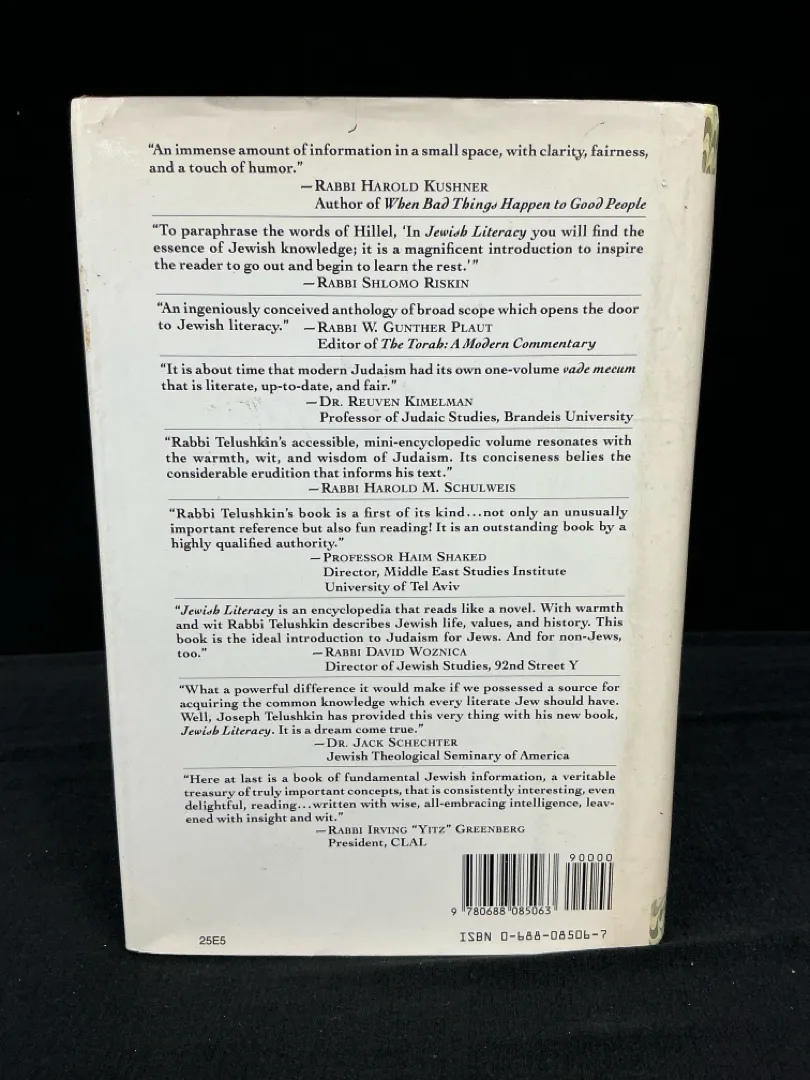 “An immense amount of information in a small space, with clarity, fairness,
and a touch of humor.”
—RABBI HAROLD KUSHNER
Author of When Bad Things Happen to Good People
“To paraphrase the words of Hillel, ‘In Jewish Literacy you will find the
essence of Jewish knowledge; it is a magnificent introduction to inspire
the reader to go out and begin to learn the rest.’”
—RABBI SHLOMO RISKIN
“An ingeniously conceived anthology of broad scope which opens the door
to Jewish literacy.” —RABBI W. GUNTHER PLAUT
Editor of The Torah: A Modern Commentary
“It is about time that modern Judaism had its own one-volume vade mecum
that is literate, up-to-date, and fair.”
—DR. REUVEN KIMELMAN
Professor of Judaic Studies, Brandeis University
“Rabbi Telushkin’s accessible, mini-encyclopedic volume resonates with
the warmth, wit, and wisdom of Judaism. Its conciseness belies the
considerable erudition that informs his text.”
—RABBI HAROLD M. SCHULWEIS
“Rabbi Telushkin’s book is a first of its kind...not only an unusually
important reference but also fun reading! It is an outstanding book by a
highly qualified authority.”
—PROFESSOR HAIM SHAKED
Director, Middle East Studies Institute
University of Tel Aviv
“Jewish Literacy is an encyclopedia that reads like a novel. With warmth
and wit Rabbi Telushkin describes Jewish life, values, and history. This
book is the ideal introduction to Judaism for Jews. And for non-Jews,
too.” —RABBI DAVID WOZNICA
Director of Jewish Studies, 92nd Street Y
“What a powerful difference it would make if we possessed a source for
acquiring the common knowledge which every literate Jew should have.
Well, Joseph Telushkin has provided this very thing with his new book,
Jewish Literacy. It is a dream come true.”
—DR. JACK SCHECHTER
Jewish Theological Seminary of America
“Here at last is a book of fundamental Jewish information, a veritable
treasury of truly important concepts, that is consistently interesting, even
delightful, reading...written with wise, all-embracing intelligence, leav-
ened with insight and wit.”
—RABBI IRVING “YITZ” GREENBERG
President, CLAL
90000
9 780688 085063
25E5
ISBN 0-688-08506-7